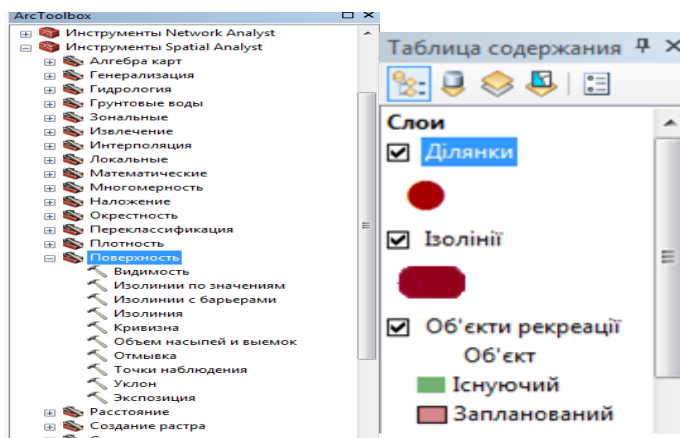 ArcToolbox
Инструменты Network Analyst
Инструменты Spatial Analyst
Алгебра карт
Генерализация
Гидрология
Грунтовые воды
Зональные
Извлечение
Интерполяция
Локальные
Математические
Многомерность
Наложение
Окрестность
Переклассификация
Плотность
Поверхность
Видимость
Изолинии по значениям
Изолинии с барьерами
Изолиния
Кривизна
Объем насыпей и выемок
Отмывка
Точки наблюдения
Уклон
Экспозиция
Расстояние
Создание растра
Таблица содержания
Слои
Ділянки
Ізолінії
Об'єкти рекреації
Об'єкт
Існуючий
Запланований